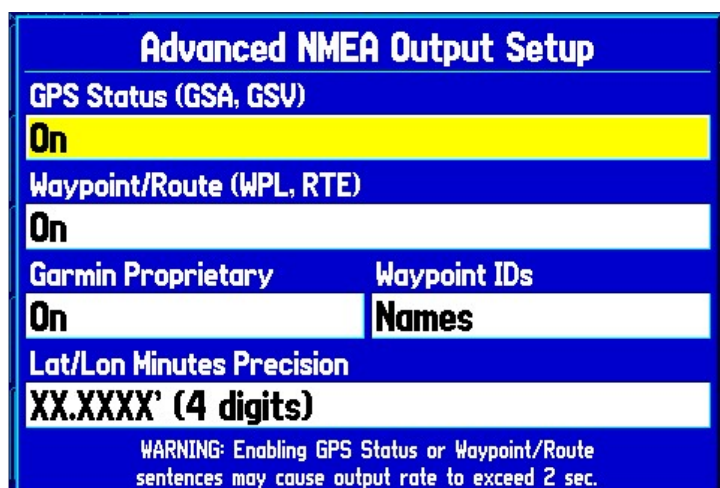 Advanced NMEA Output Setup
GPS Status (GSA, GSV)
On
Waypoint/Route (WPL, RTE)
On
Garmin Proprietary Waypoint IDs
On Names
Lat/Lon Minutes Precision
XX.XXXX' (4 digits)
WARNING: Enabling GPS Status or Waypoint/Route
sentences may cause output rate to exceed 2 sec.